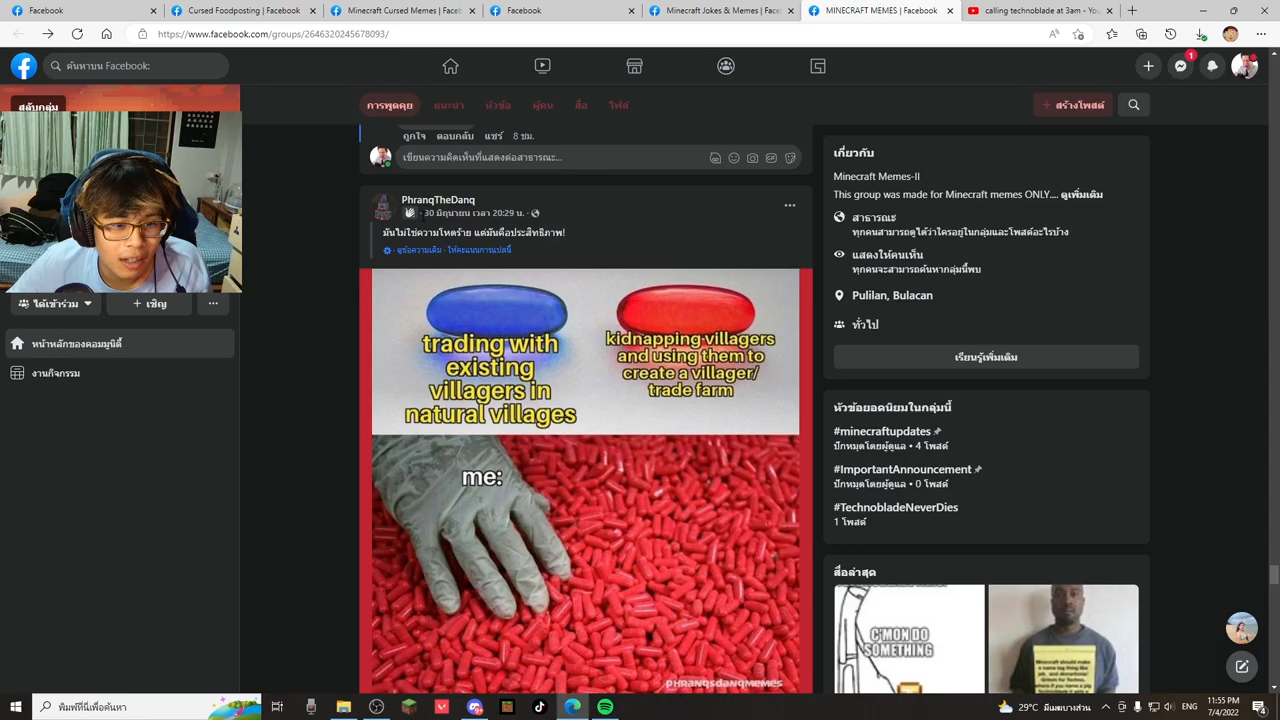 Facebook
Cursed Foodposting | Facebook
Minecraft Cursed Memes | Faceb
Facebook
Minecraft Jokes & Memes | Face
MINECRAFT MEMES | Facebook
calling technoblade at 3am - You
https://www.facebook.com/groups/2646320245678093/
ค้นหาบน Facebook
1
สลับกลุ่ม
การพูดคุย
แนะนำ
หัวข้อ
ผู้คน
สื่อ
ไฟล์
+ สร้างโพสต์
ถูกใจ ตอบกลับ แชร์ 8 ชม.
เขียนความคิดเห็นที่แสดงต่อสาธารณะ...
PhranqTheDanq
30 มิถุนายน เวลา 20:29 น.
มันไม่ใช่ความโหดร้าย แต่มันคือประสิทธิภาพ!
· ดูข้อความเดิม · ให้คะแนนการแปลนี้
trading with
existing
villagers in
natural villages
kidnapping villagers
and using them to
create a villager/
trade farm
me:
PHRANQSDANQMEMES
ได้เข้าร่วม
+ เชิญ
หน้าหลักของคอมมูนิตี้
งานกิจกรรม
เกี่ยวกับ
Minecraft Memes-II
This group was made for Minecraft memes ONLY.... ดูเพิ่มเติม
สาธารณะ
ทุกคนสามารถดูได้ว่าใครอยู่ในกลุ่มและโพสต์อะไรบ้าง
แสดงให้คนเห็น
ทุกคนจะสามารถค้นหากลุ่มนี้พบ
Pulilan, Bulacan
ทั่วไป
เรียนรู้เพิ่มเติม
หัวข้อยอดนิยมในกลุ่มนี้
#minecraftupdates
ปักหมุดโดยผู้ดูแล • 4 โพสต์
#ImportantAnnouncement
ปักหมุดโดยผู้ดูแล • 0 โพสต์
#TechnobladeNeverDies
1 โพสต์
สื่อล่าสุด
C'MON DO
SOMETHING
Minecraft should make
พิมพ์ที่นี่เพื่อค้นหา
29°C มีเมฆบางส่วน
ENG
11:55 PM
7/4/2022
4